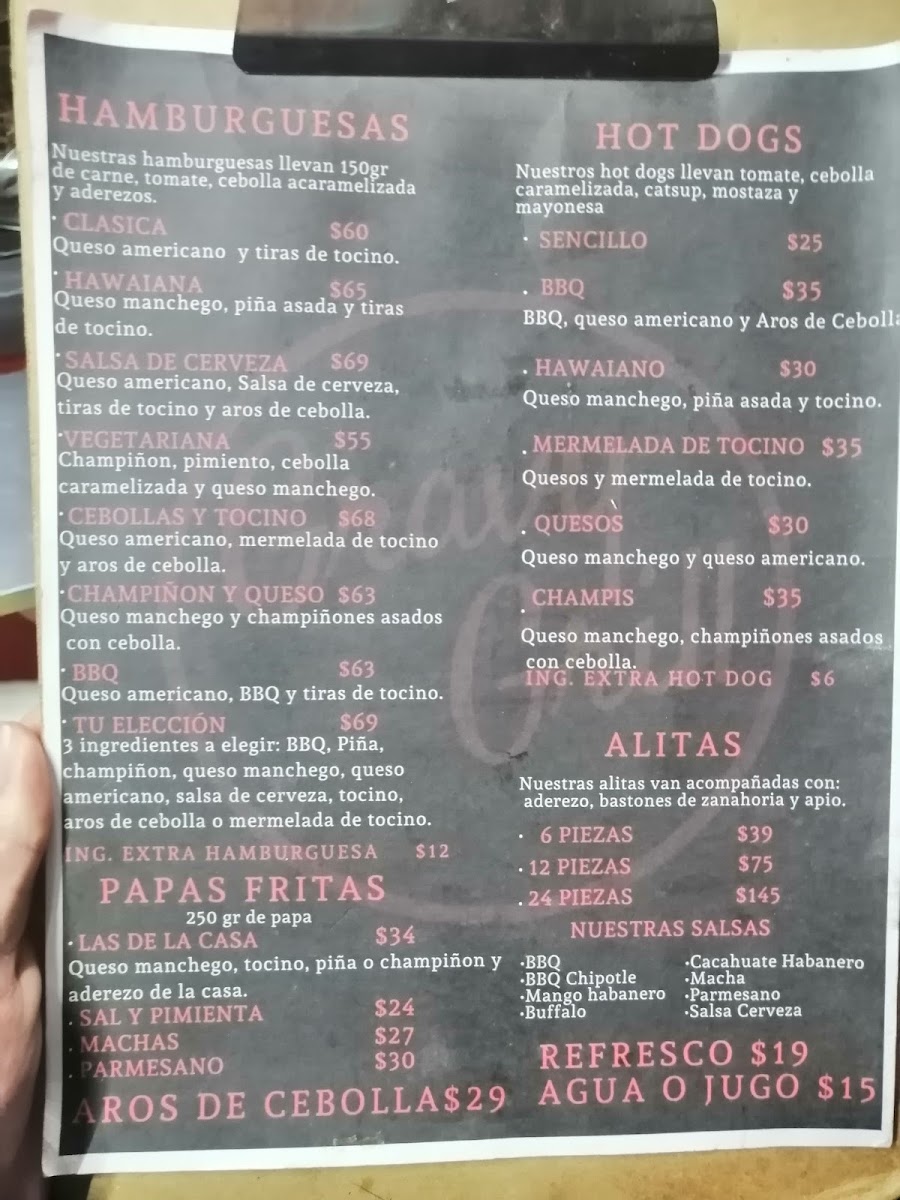 HAMBURGUESAS
Nuestras hamburguesas llevan 150gr
de carne, tomate, cebolla acaramelizada
y aderezos.
· CLASICA $60
Queso americano y tiras de tocino.
· HAWAIANA $65
Queso manchego, piña asada y tiras
de tocino.
· SALSA DE CERVEZA $69
Queso americano, Salsa de cerveza,
tiras de tocino y aros de cebolla.
· VEGETARIANA $55
Champiñon, pimiento, cebolla
caramelizada y queso manchego.
· CEBOLLAS Y TOCINO $68
Queso americano, mermelada de tocino
y aros de cebolla.
· CHAMPIÑON Y QUESO $63
Queso manchego y champiñones asados
con cebolla.
· BBQ $63
Queso americano, BBQ y tiras de tocino.
· TU ELECCIÓN $69
3 ingredientes a elegir: BBQ, Piña,
champiñon, queso manchego, queso
americano, salsa de cerveza, tocino,
aros de cebolla o mermelada de tocino.
ING. EXTRA HAMBURGUESA $12
PAPAS FRITAS
250 gr de papa
· LAS DE LA CASA $34
Queso manchego, tocino, piña o champiñon y
aderezo de la casa.
· SAL Y PIMIENTA $24
· MACHAS $27
· PARMESANO $30
AROS DE CEBOLLA $29
HOT DOGS
Nuestros hot dogs llevan tomate, cebolla
caramelizada, catsup, mostaza y
mayonesa
· SENCILLO $25
· BBQ $35
BBQ, queso americano y Aros de Cebolla
· HAWAIANO $30
Queso manchego, piña asada y tocino.
· MERMELADA DE TOCINO $35
Quesos y mermelada de tocino.
· QUESOS $30
Queso manchego y queso americano.
· CHAMPIS $35
Queso manchego, champiñones asados
con cebolla.
ING. EXTRA HOT DOG $6
ALITAS
Nuestras alitas van acompañadas con:
aderezo, bastones de zanahoria y apio.
· 6 PIEZAS $39
· 12 PIEZAS $75
· 24 PIEZAS $145
NUESTRAS SALSAS
·BBQ
·BBQ Chipotle
·Mango habanero
·Buffalo
·Cacahuate Habanero
·Macha
·Parmesano
·Salsa Cerveza
REFRESCO $19
AGUA O JUGO $15
Grill